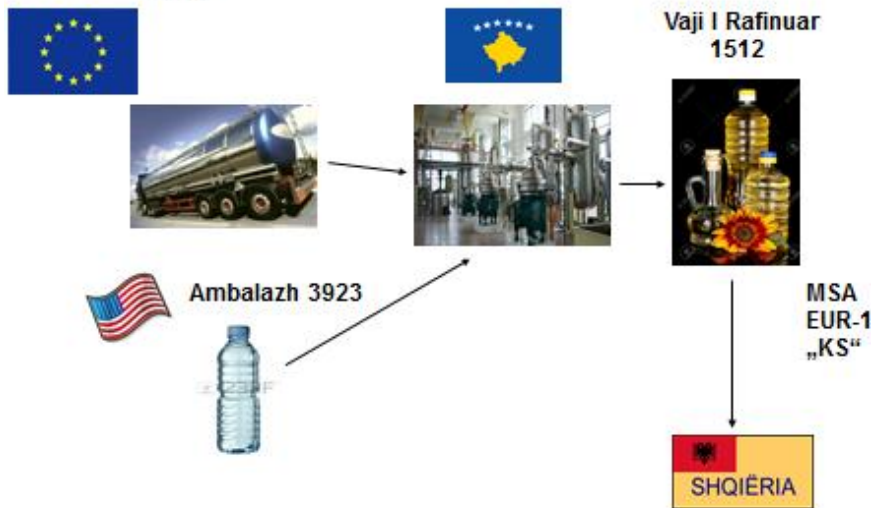 Vaji I Rafinuar
1512
Ambalazh 3923
MSA
EUR-1
„KS“
SHQIËRIA